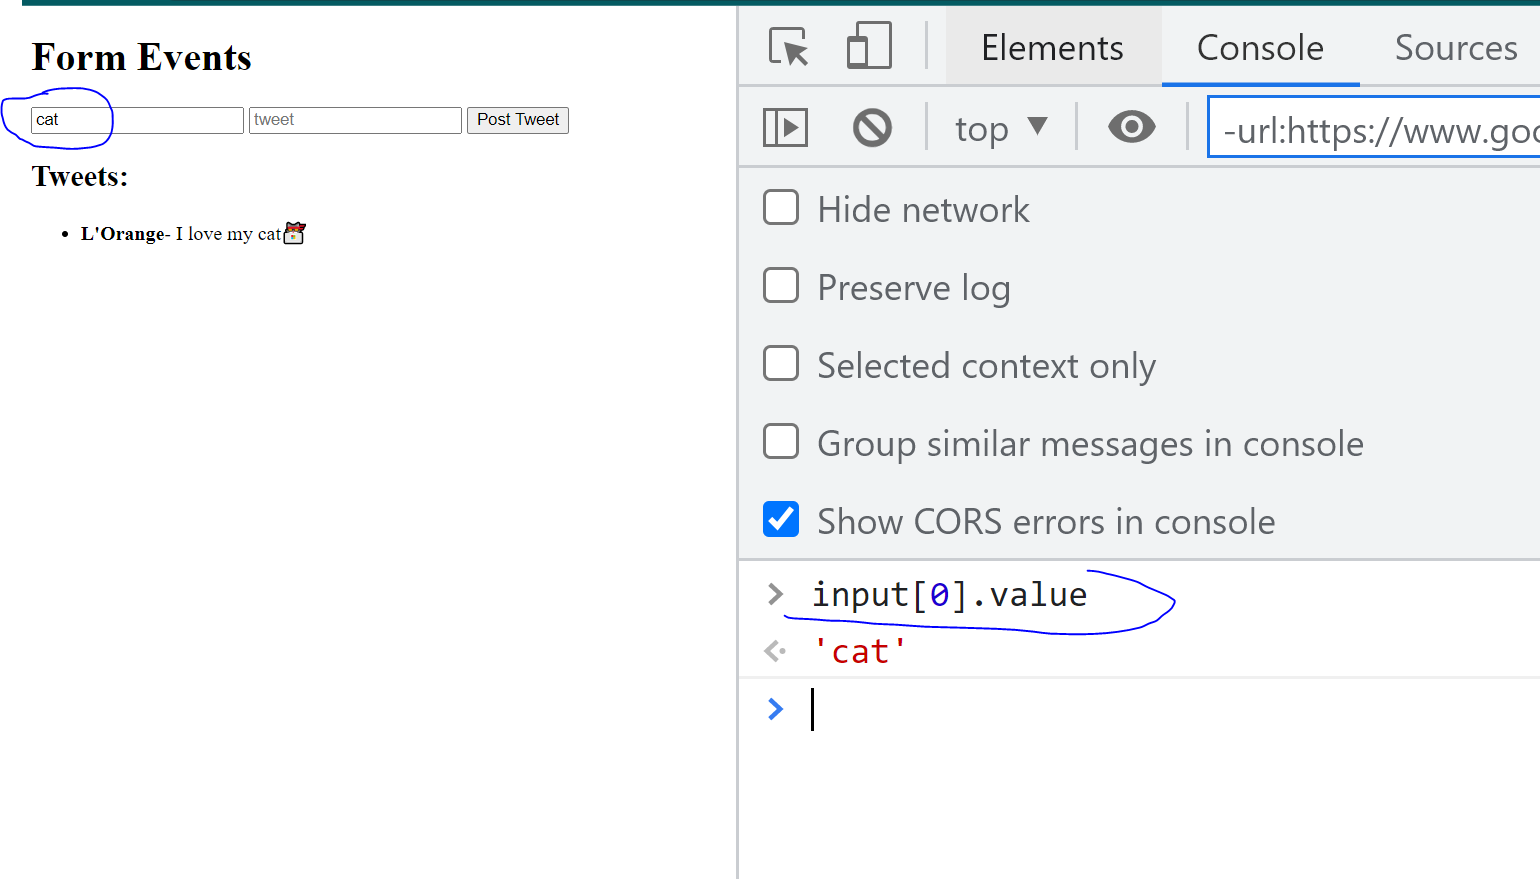 Form Events
cat
tweet
Post Tweet
Tweets:
• L'Orange- I love my cat
Elements
Console
Sources
top ▼
-url:https://www.goo
Hide network
Preserve log
Selected context only
Group similar messages in console
Show CORS errors in console
> input[0].value
'cat'
>